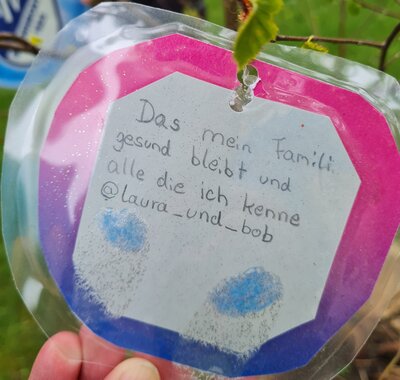 Das mein Famili
gesund bleibt und
alle die ich kenne
@laura_und_bob